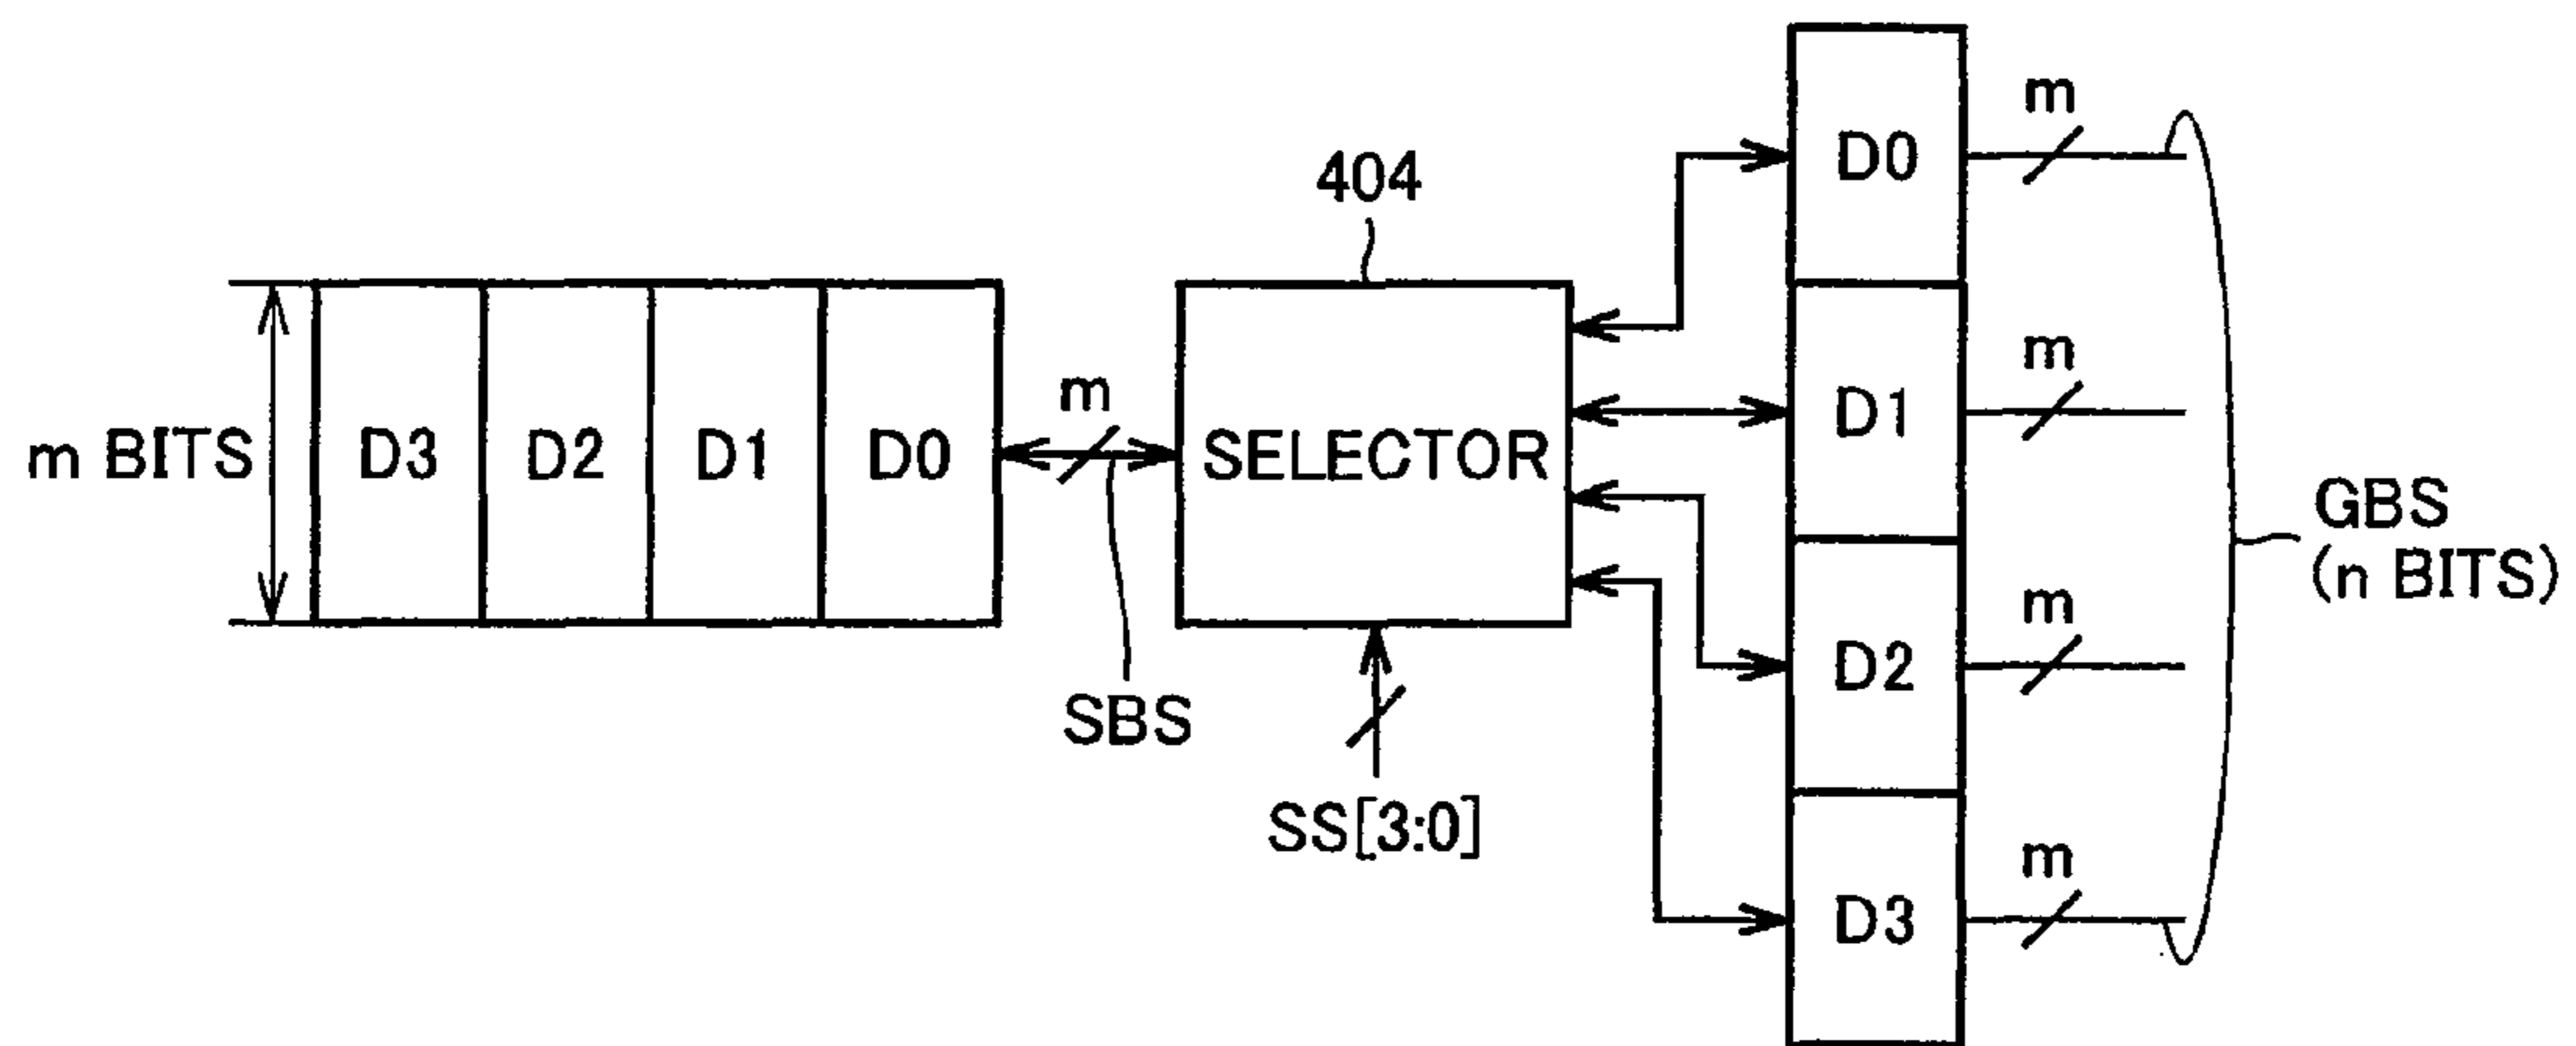 m BITS
D3
D2
D1
D0
m
SBS
404
SELECTOR
SS[3:0]
D0
D1
D2
D3
m
m
m
m
GBS
(n BITS)